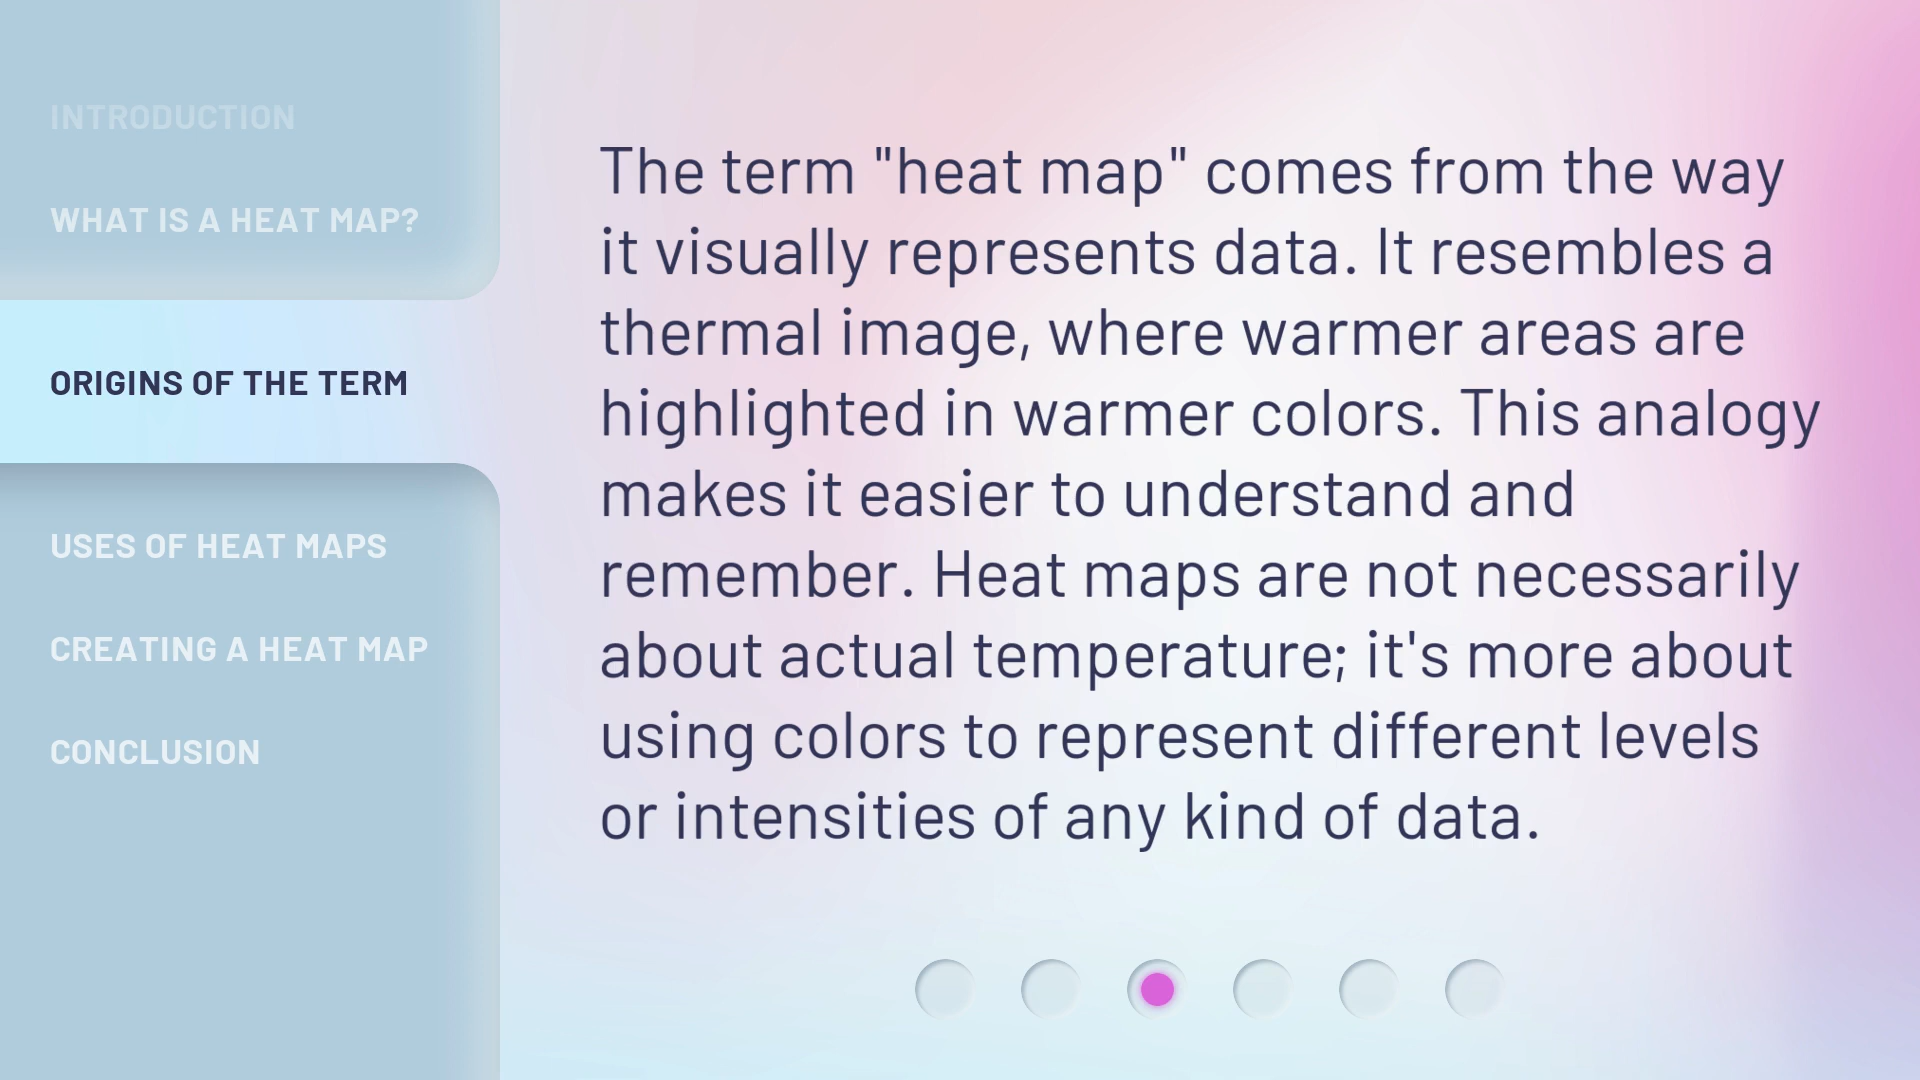 INTRODUCTION
WHAT IS A HEAT MAP?
ORIGINS OF THE TERM
USES OF HEAT MAPS
CREATING A HEAT MAP
CONCLUSION
The term "heat map" comes from the way
it visually represents data. It resembles a
thermal image, where warmer areas are
highlighted in warmer colors. This analogy
makes it easier to understand and
remember. Heat maps are not necessarily
about actual temperature; it's more about
using colors to represent different levels
or intensities of any kind of data.